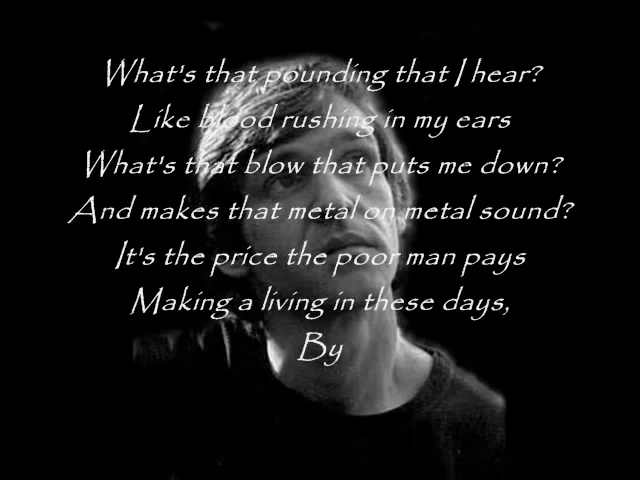 What's that pounding that I hear?
Like blood rushing in my ears
What's that blow that puts me down?
And makes that metal on metal sound?
It's the price the poor man pays
Making a living in these days,
By